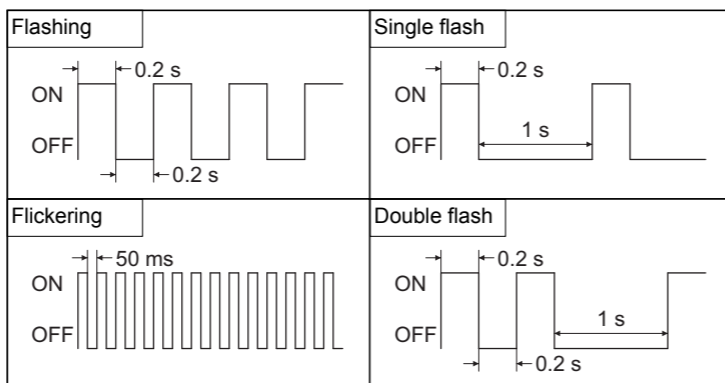 Flashing
0.2 s
ON
OFF
0.2 s
Single flash
0.2 s
ON
1 s
OFF
Flickering
50 ms
ON
OFF
Double flash
0.2 s
ON
1 s
OFF
0.2 s